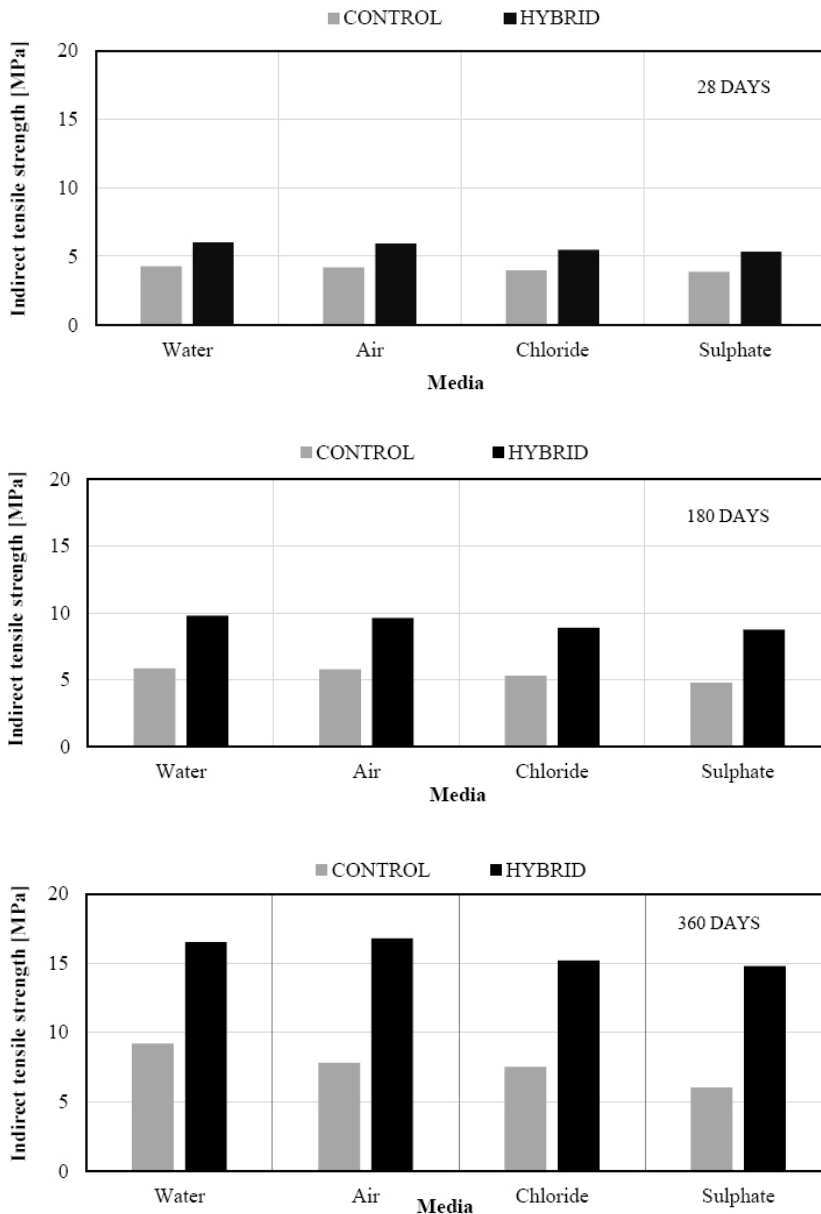 CONTROL HYBRID
Indirect tensile strength [MPa]
20
28 DAYS
15
10
5
0
Water Air Chloride Sulphate
Media
CONTROL HYBRID
Indirect tensile strength [MPa]
20
180 DAYS
15
10
5
0
Water Air Chloride Sulphate
Media
CONTROL HYBRID
Indirect tensile strength [MPa]
20
360 DAYS
15
10
5
0
Water Air Chloride Sulphate
Media